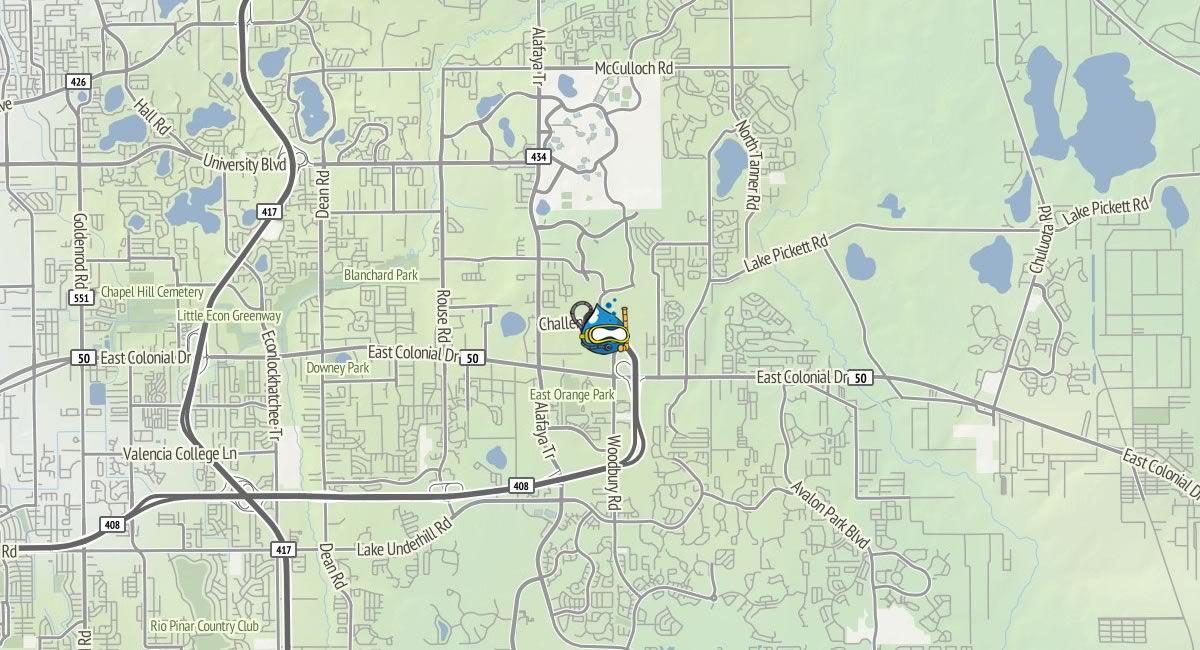 Alafaya Tr
McCulloch Rd
426
Hall Rd
ve
North Tanner Rd
434
University Blvd
Dean Rd
417
Lake Pickett Rd
Goldenrod Rd
Lake Pickett Rd
Chuluota Rd
Blanchard Park
Chapel Hill Cemetery
551
Little Econ Greenway
Rouse Rd
Challen
Econlockhatchee Tr
50
East Colonial Dr
East Colonial Dr
50
Downey Park
East Colonial Dr
50
East Orange Park
Alafaya Tr
Woodbury Rd
Valencia College Ln
East Colonial Dr
408
Avalon Park Blvd
408
Lake Underhill Rd
Rd
417
Dean Rd
Rio Pinar Country Club
Rd